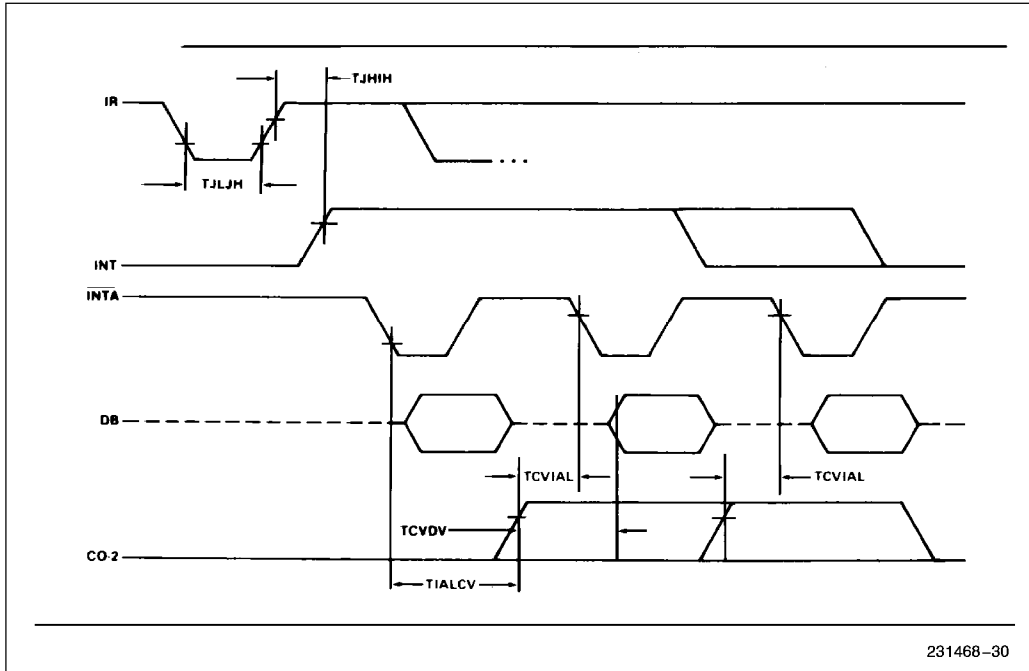 TJHIH
IR
TJLJH
INT
INTA
DB
TCVIAL
TCVIAL
TCVDV
CO-2
TIALCV
231468–30